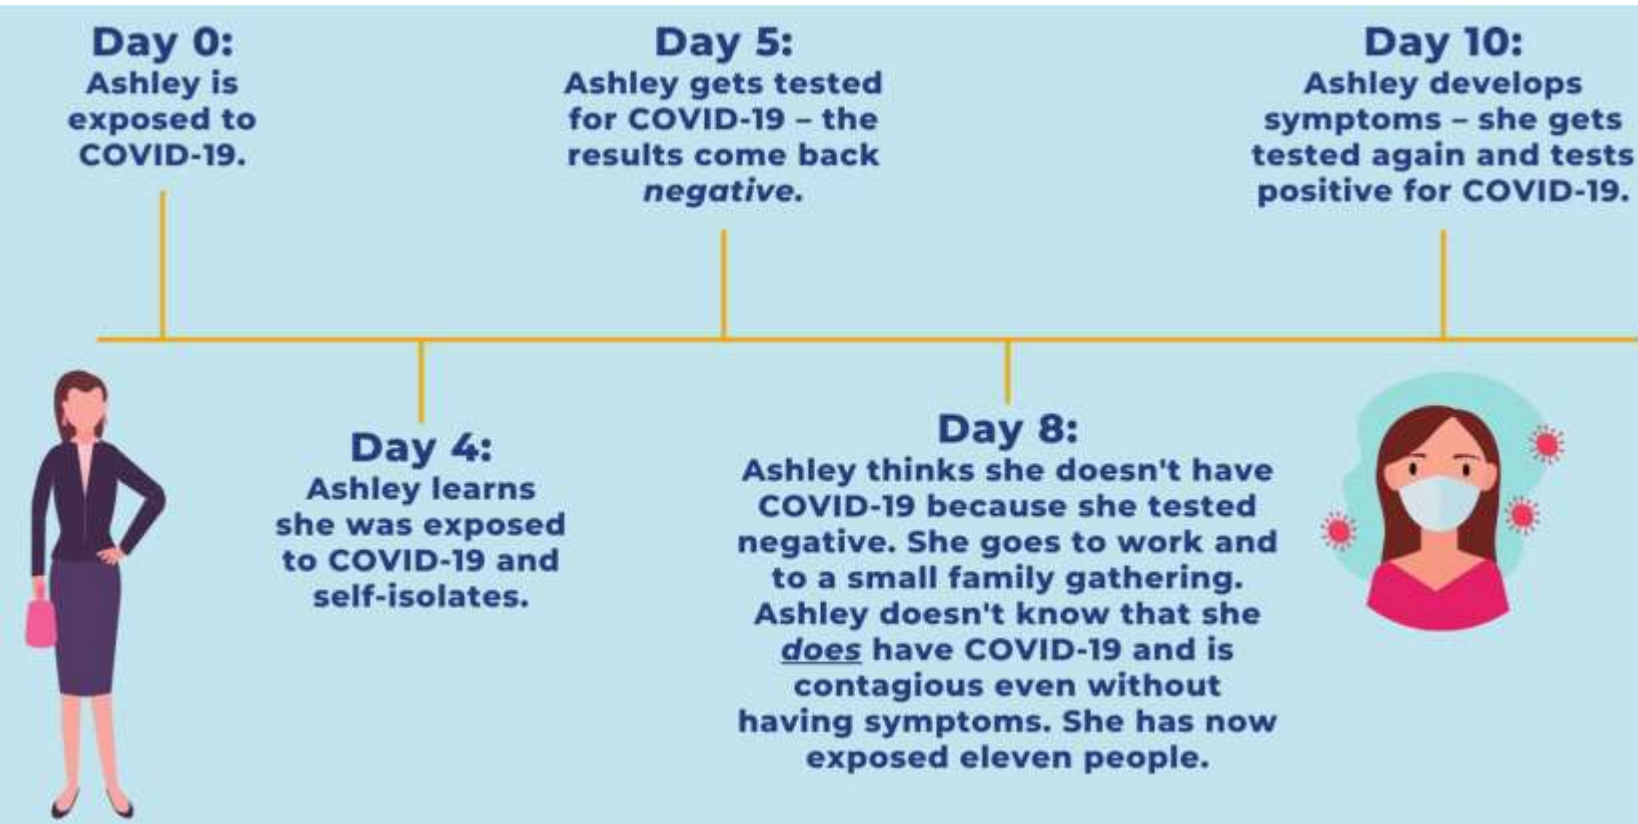 Day 0:
Ashley is
exposed to
COVID-19.
Day 4:
Ashley learns
she was exposed
to COVID-19 and
self-isolates.
Day 5:
Ashley gets tested
for COVID-19 – the
results come back
negative.
Day 8:
Ashley thinks she doesn't have
COVID-19 because she tested
negative. She goes to work and
to a small family gathering.
Ashley doesn't know that she
does have COVID-19 and is
contagious even without
having symptoms. She has now
exposed eleven people.
Day 10:
Ashley develops
symptoms – she gets
tested again and tests
positive for COVID-19.